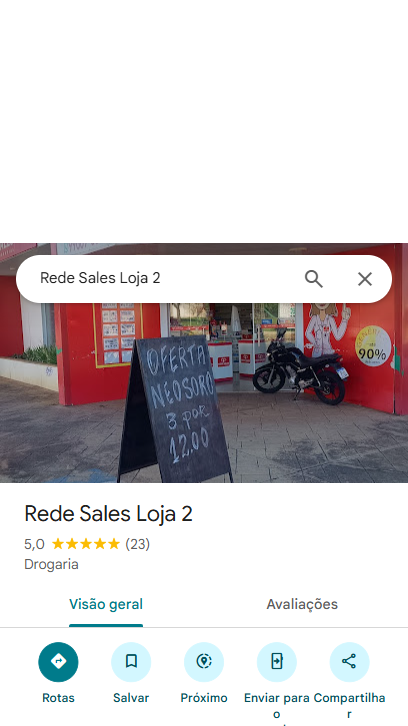 Rede Sales Loja 2
OFERTA
NEOSORO
3 POR
12,00
90%
Rede Sales Loja 2
5,0 ★★★★★ (23)
Drogaria
Visão geral
Avaliações
Rotas
Salvar
Próximo
Enviar para o
Compartilhar